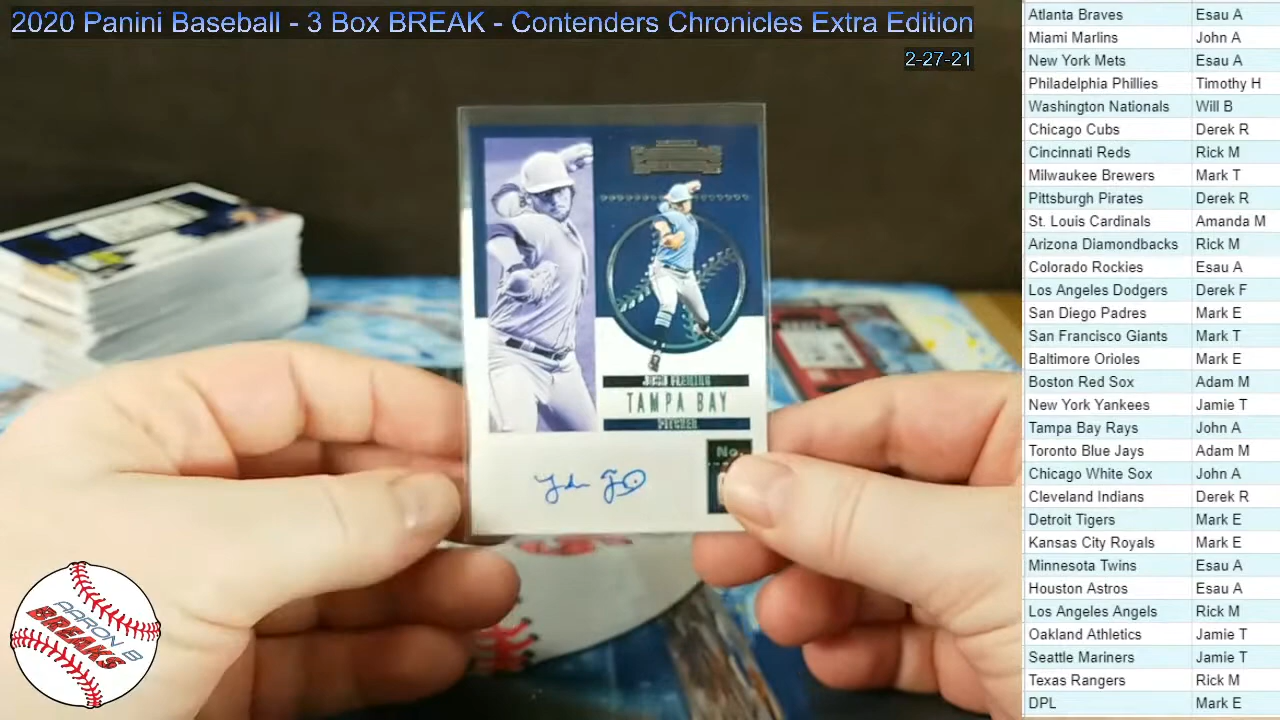 2020 Panini Baseball - 3 Box BREAK - Contenders Chronicles Extra Edition
2-27-21
TAMPA BAY
PITCHER
No.
AARON B
BREAKS
Atlanta Braves Esau A
Miami Marlins John A
New York Mets Esau A
Philadelphia Phillies Timothy H
Washington Nationals Will B
Chicago Cubs Derek R
Cincinnati Reds Rick M
Milwaukee Brewers Mark T
Pittsburgh Pirates Derek R
St. Louis Cardinals Amanda M
Arizona Diamondbacks Rick M
Colorado Rockies Esau A
Los Angeles Dodgers Derek F
San Diego Padres Mark E
San Francisco Giants Mark T
Baltimore Orioles Mark E
Boston Red Sox Adam M
New York Yankees Jamie T
Tampa Bay Rays John A
Toronto Blue Jays Adam M
Chicago White Sox John A
Cleveland Indians Derek R
Detroit Tigers Mark E
Kansas City Royals Mark E
Minnesota Twins Esau A
Houston Astros Esau A
Los Angeles Angels Rick M
Oakland Athletics Jamie T
Seattle Mariners Jamie T
Texas Rangers Rick M
DPL Mark E